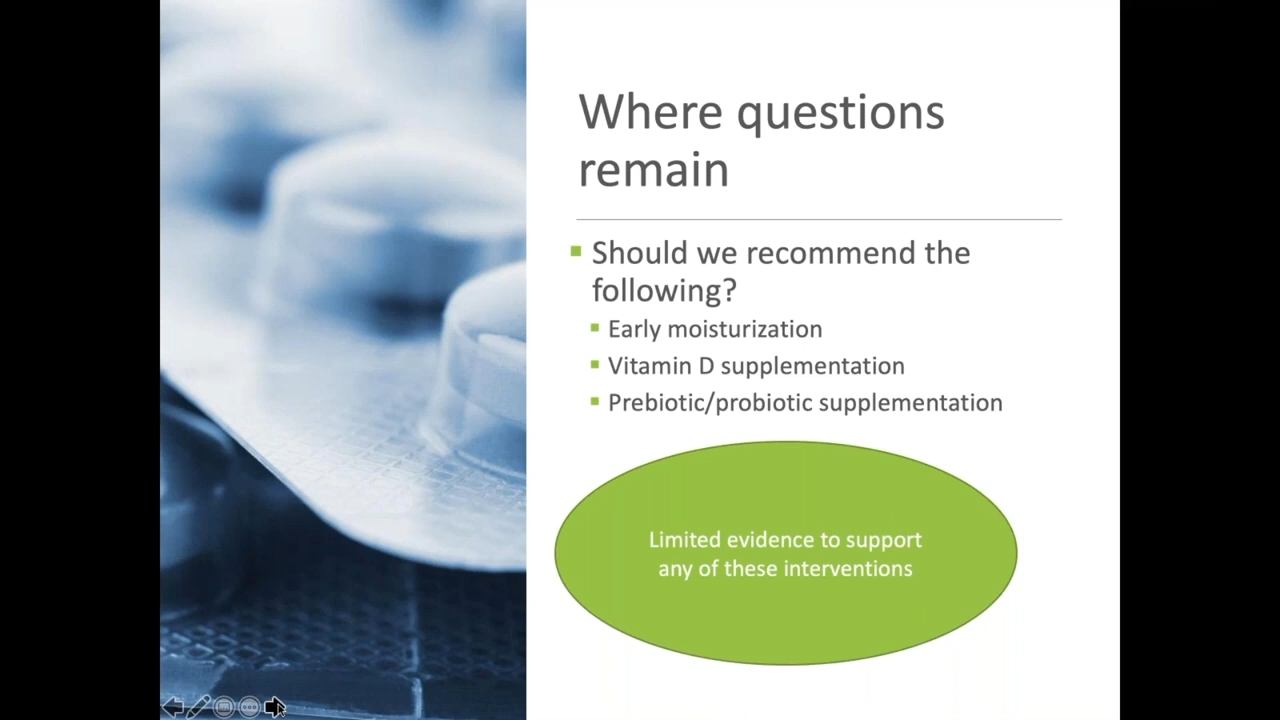 Where questions
remain
Should we recommend the
following?
Early moisturization
Vitamin D supplementation
Prebiotic/probiotic supplementation
Limited evidence to support
any of these interventions